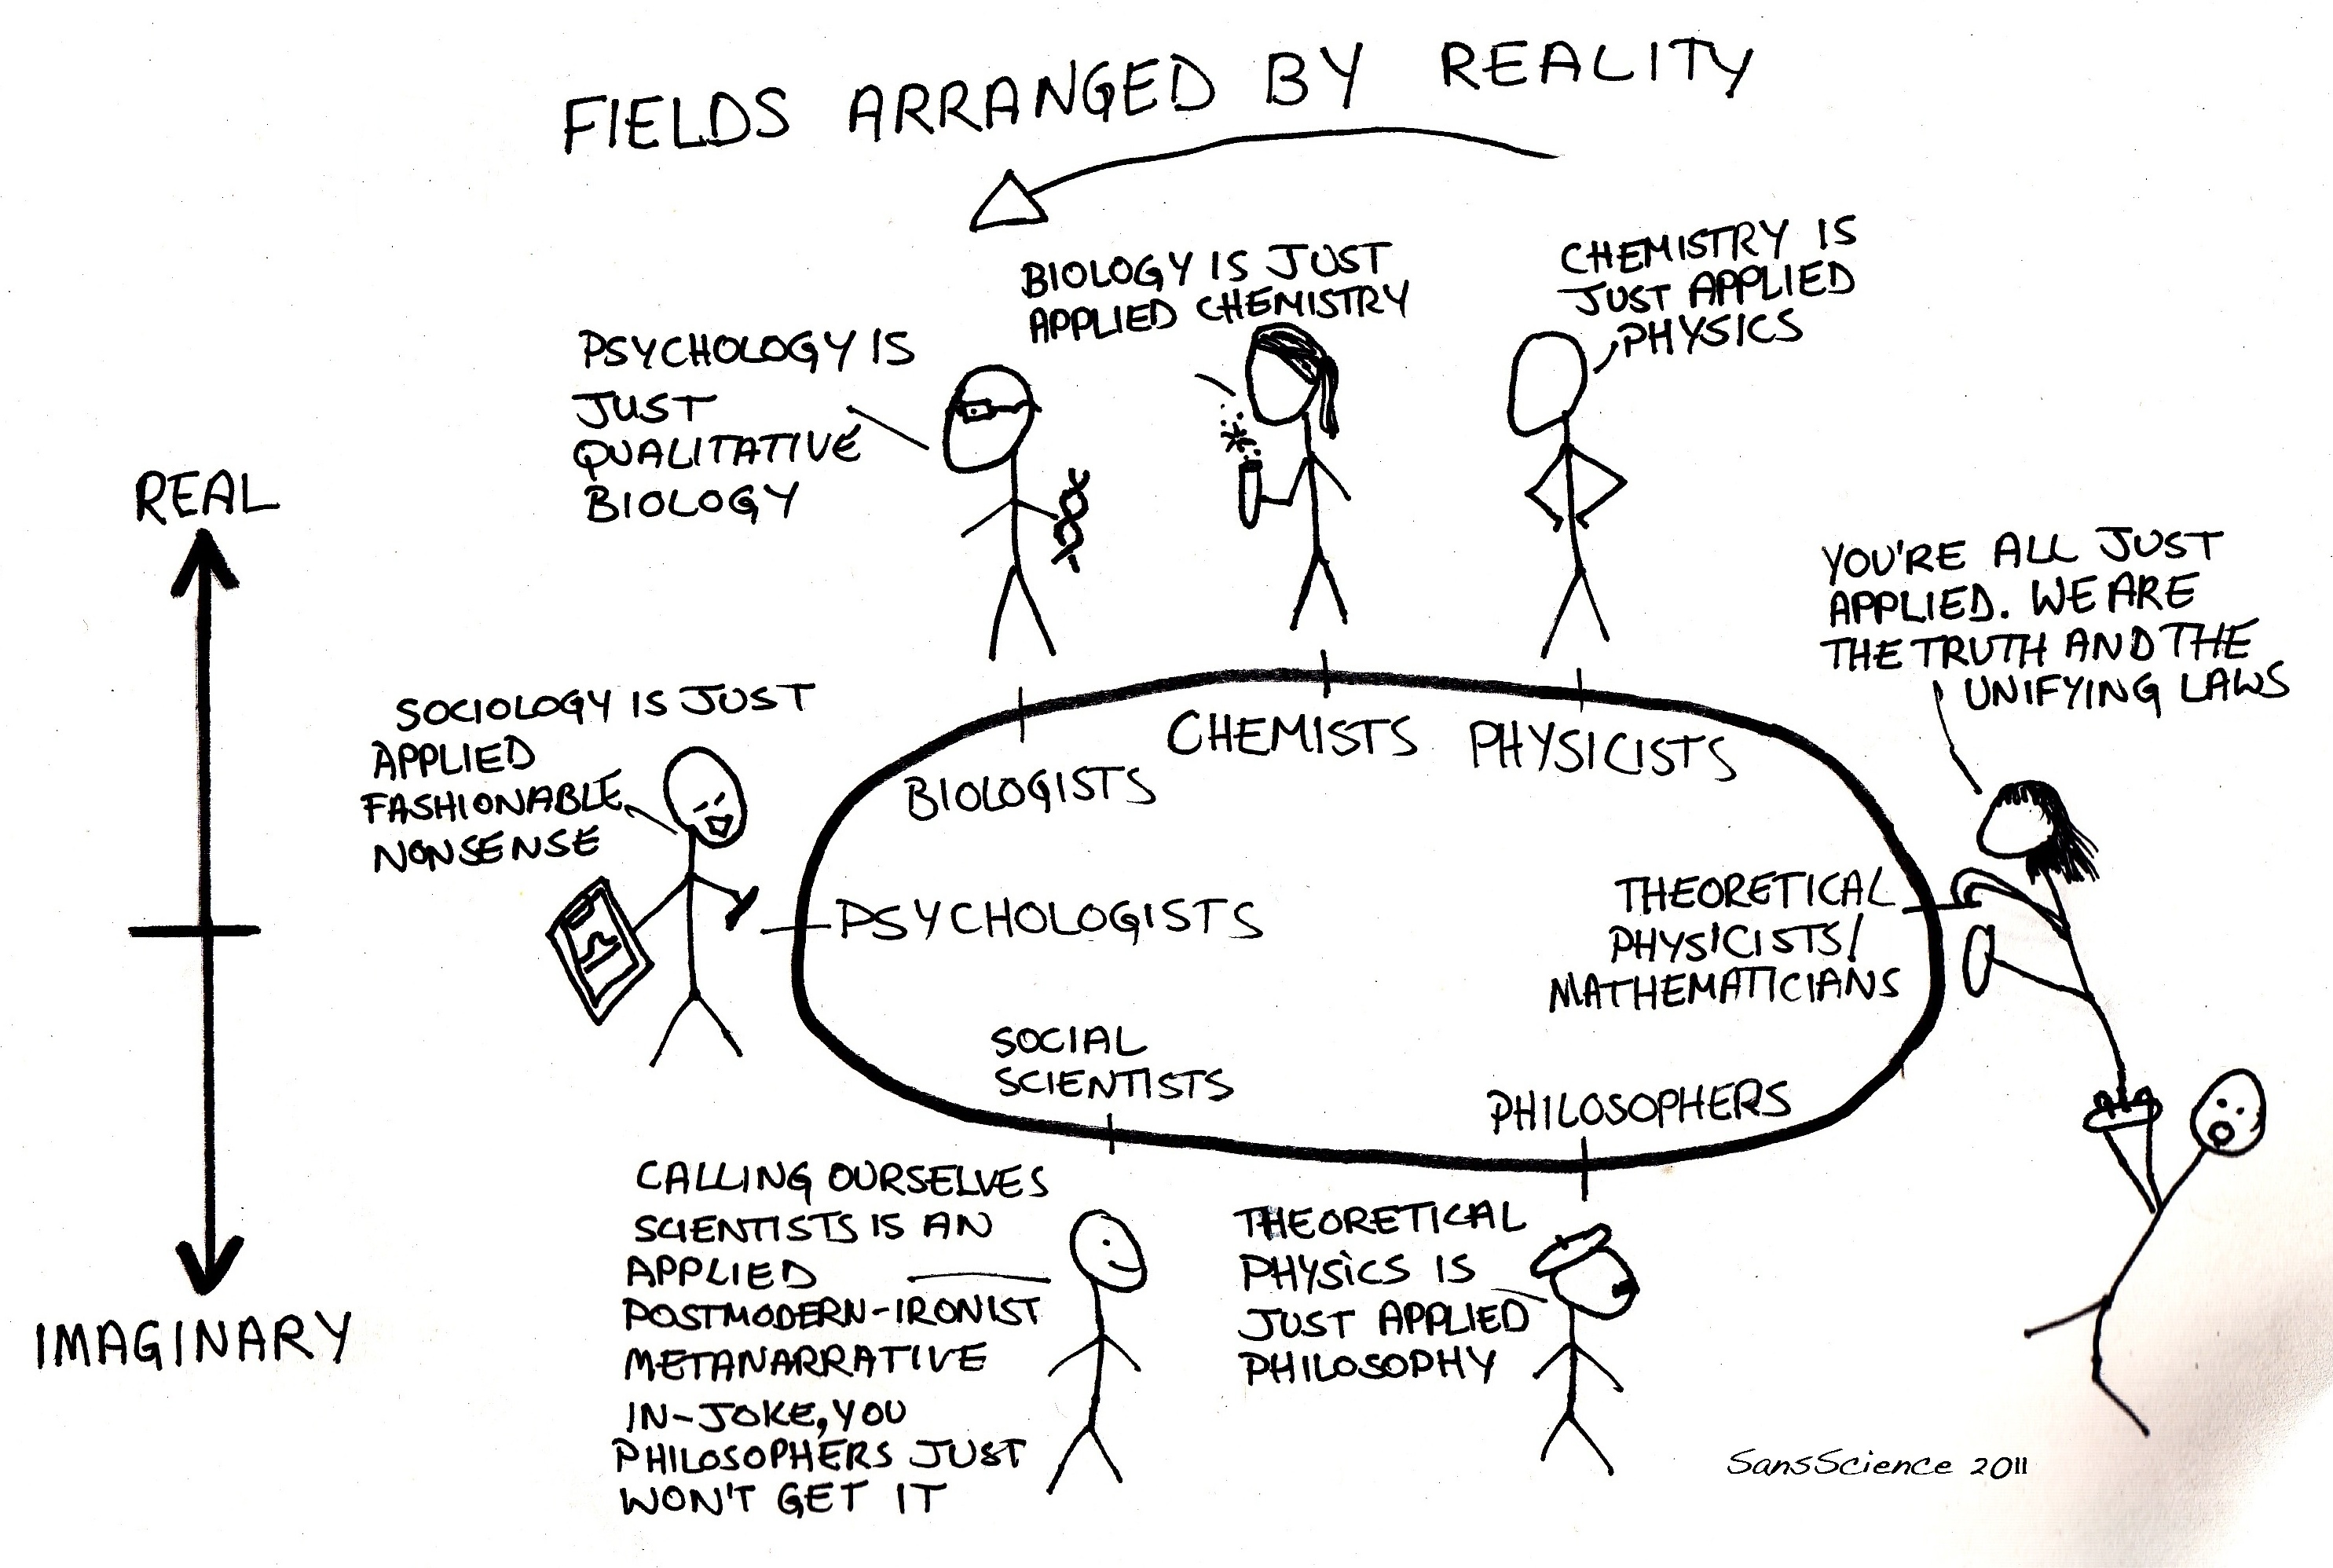 FIELDS ARRANGED BY REALITY
CHEMISTRY IS
JUST APPLIED
PHYSICS
BIOLOGY IS JUST
APPLIED CHEMISTRY
PSYCHOLOGY IS
JUST
QUALITATIVE
BIOLOGY
REAL
YOU'RE ALL JUST
APPLIED. WE ARE
THE TRUTH AND THE
UNIFYING LAWS
SOCIOLOGY IS JUST
APPLIED
FASHIONABLE
NONSENSE
CHEMISTS
PHYSICISTS
BIOLOGISTS
PSYCHOLOGISTS
THEORETICAL
PHYSICISTS/
MATHEMATICIANS
SOCIAL
SCIENTISTS
PHILOSOPHERS
CALLING OURSELVES
SCIENTISTS IS AN
APPLIED
POSTMODERN-IRONIST
METANARRATIVE
IN-JOKE, YOU
PHILOSOPHERS JUST
WON'T GET IT
THEORETICAL
PHYSICS IS
JUST APPLIED
PHILOSOPHY
IMAGINARY
SansScience 2011